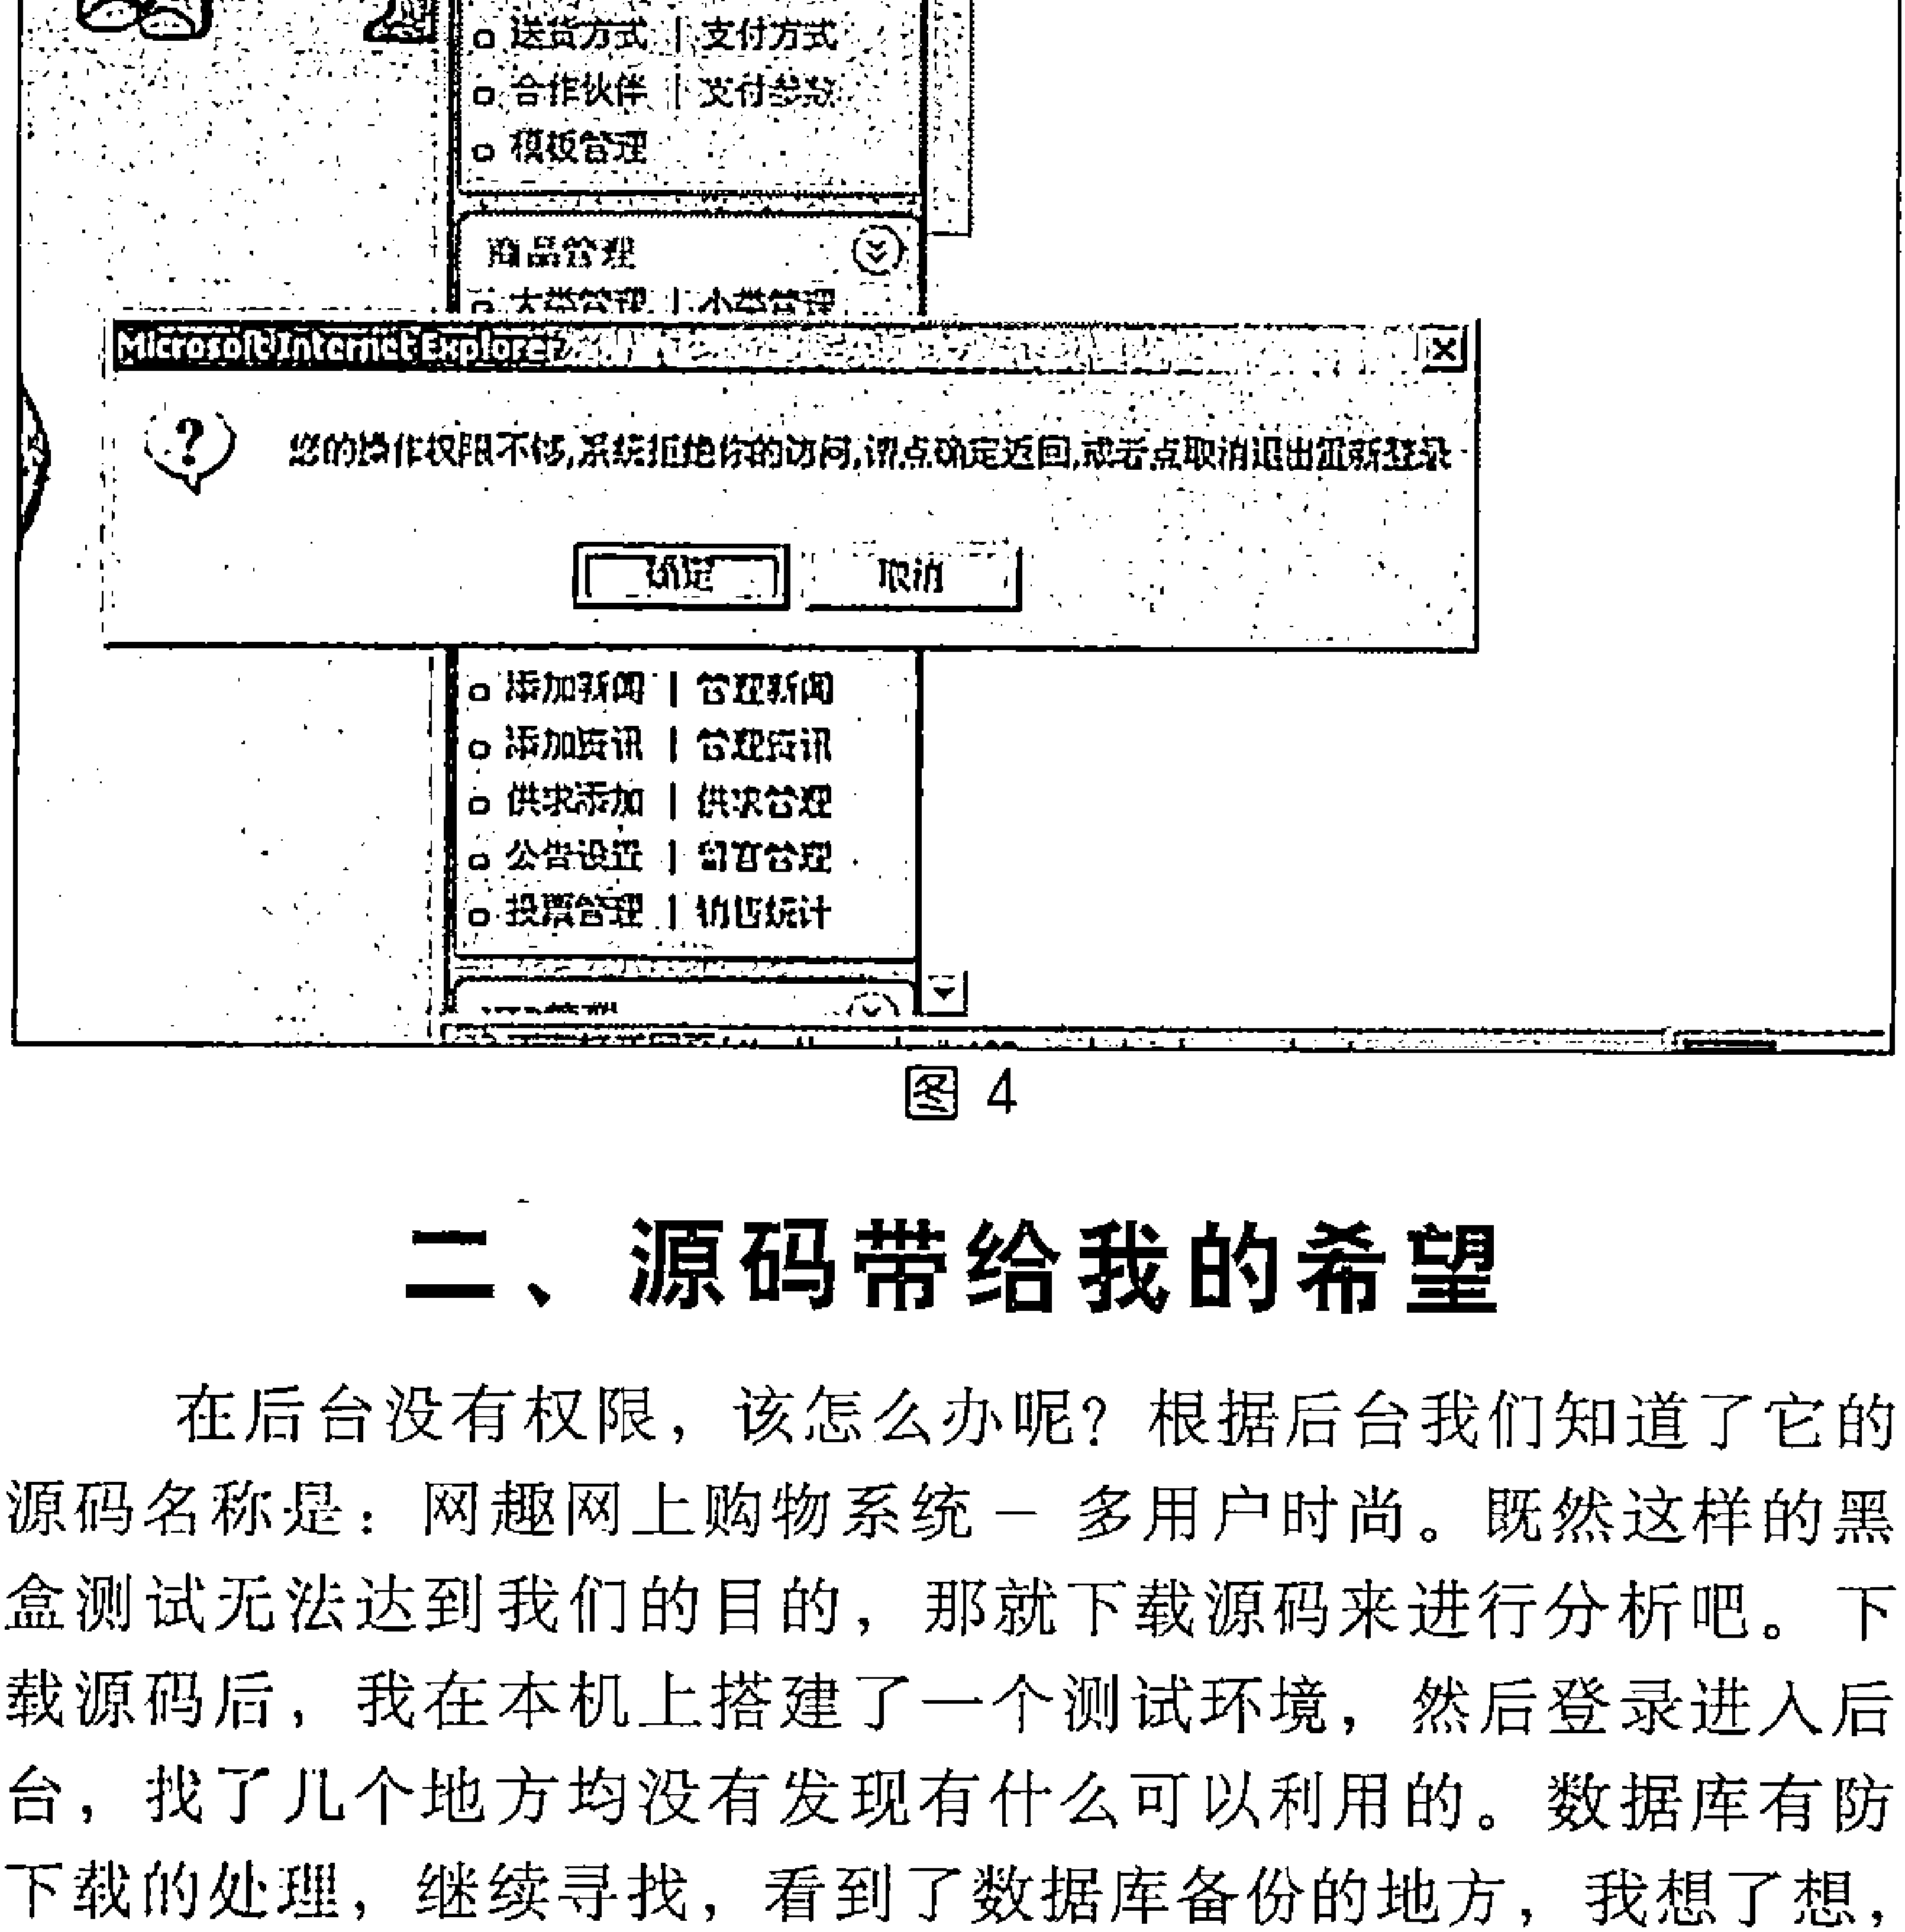 送货方式 | 支付方式
合作伙伴 | 支付参数
模板管理
商品管理
大类管理 | 小类管理
Microsoft Internet Explorer
您的操作权限不够,系统拒绝你的访问,请点确定返回,或者点取消退出重新登录
确定 取消
添加新闻 | 管理新闻
添加资讯 | 管理资讯
供求添加 | 供求管理
公告设置 | 留言管理
投票管理 | 销售统计
图 4
二、源码带给我的希望
在后台没有权限，该怎么办呢？根据后台我们知道了它的
源码名称是：网趣网上购物系统 － 多用户时尚。既然这样的黑
盒测试无法达到我们的目的，那就下载源码来进行分析吧。下
载源码后，我在本机上搭建了一个测试环境，然后登录进入后
台，找了几个地方均没有发现有什么可以利用的。数据库有防
下载的处理，继续寻找，看到了数据库备份的地方，我想了想，